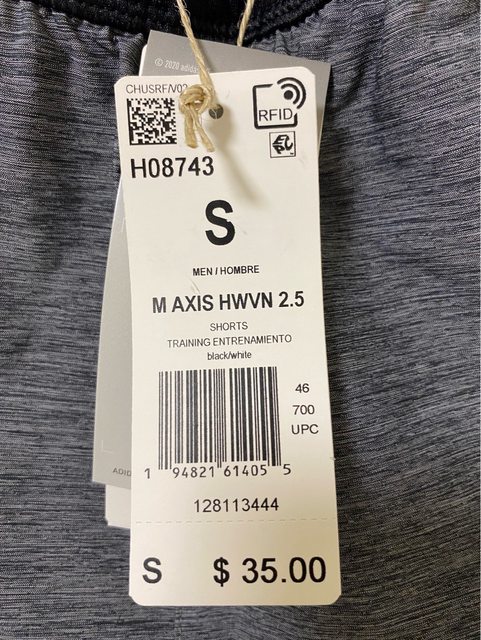 © 2020 adidas
CHUSRF/V02
RFID
H08743
S
MEN / HOMBRE
M AXIS HWVN 2.5
SHORTS
TRAINING ENTRENAMIENTO
black/white
46
700
UPC
1 94821 61405 5
ADID
128113444
S $ 35.00